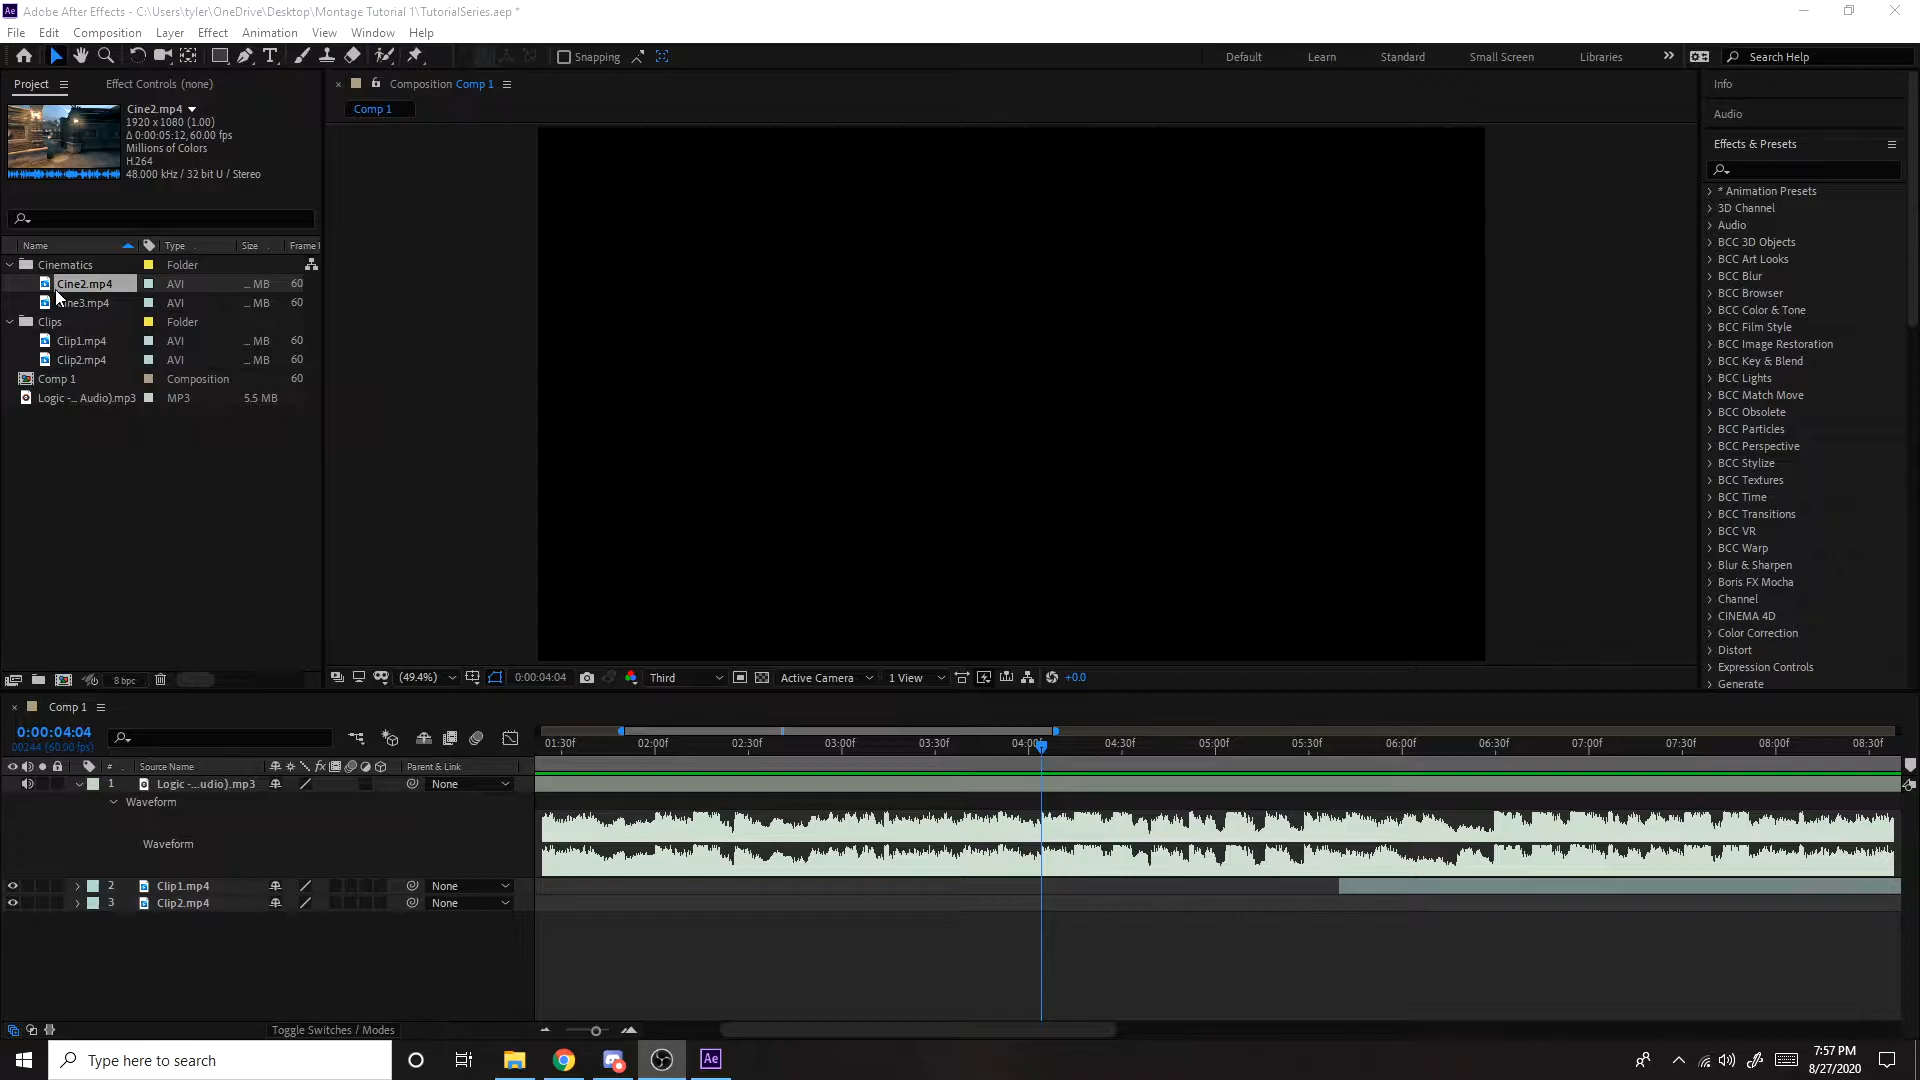 Ae Adobe After Effects - C:\Users\tyler\OneDrive\Desktop\Montage Tutorial 1\TutorialSeries.aep *
File Edit Composition Layer Effect Animation View Window Help
Snapping Default Learn Standard Small Screen Libraries Search Help
Project Effect Controls (none) Composition Comp 1 Info
Cine2.mp4
1920 x 1080 (1.00)
Δ 0:00:05:12, 60.00 fps
Millions of Colors
H.264
48.000 kHz / 32 bit U / Stereo
Comp 1
Audio
Effects & Presets
Name Type Size Frame
Cinematics Folder
Cine2.mp4 AVI ... MB 60
ine3.mp4 AVI ... MB 60
Clips Folder
Clip1.mp4 AVI ... MB 60
Clip2.mp4 AVI ... MB 60
Comp 1 Composition 60
Logic -... Audio).mp3 MP3 5.5 MB
* Animation Presets
3D Channel
Audio
BCC 3D Objects
BCC Art Looks
BCC Blur
BCC Browser
BCC Color & Tone
BCC Film Style
BCC Image Restoration
BCC Key & Blend
BCC Lights
BCC Match Move
BCC Obsolete
BCC Particles
BCC Perspective
BCC Stylize
BCC Textures
BCC Time
BCC Transitions
BCC VR
BCC Warp
Blur & Sharpen
Boris FX Mocha
Channel
CINEMA 4D
Color Correction
Distort
Expression Controls
Generate
8 bpc (49.4%) 0:00:04:04 Third Active Camera 1 View +0.0
Comp 1
0:00:04:04
00244 (60.00 fps)
01:30f 02:00f 02:30f 03:00f 03:30f 04:00f 04:30f 05:00f 05:30f 06:00f 06:30f 07:00f 07:30f 08:00f 08:30f
# Source Name fx Parent & Link
1 Logic -...udio).mp3 None
Waveform
Waveform
2 Clip1.mp4 None
3 Clip2.mp4 None
Toggle Switches / Modes
Type here to search Ae 7:57 PM
8/27/2020